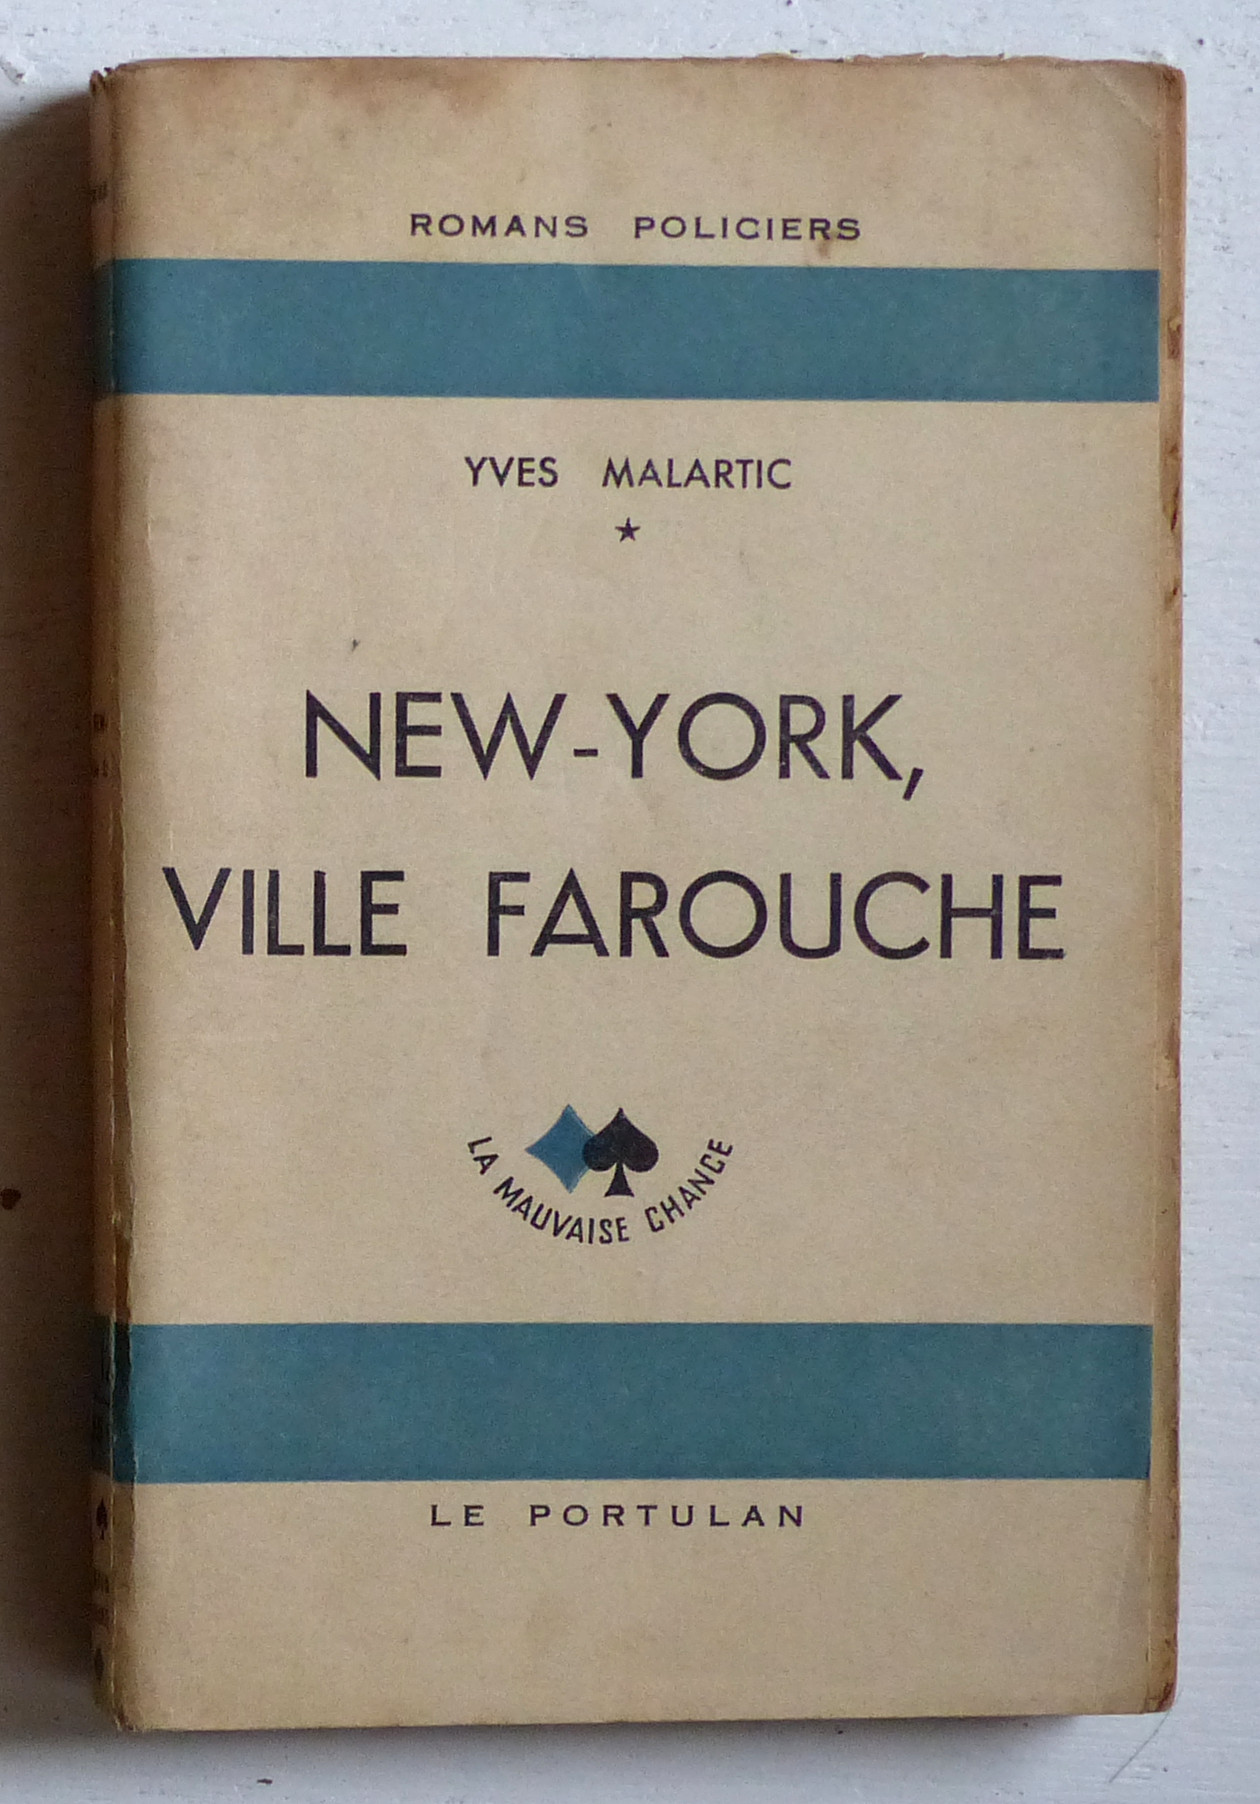 ROMANS POLICIERS
YVES MALARTIC
NEW-YORK,
VILLE FAROUCHE
LA MAUVAISE CHANCE
LE PORTULAN